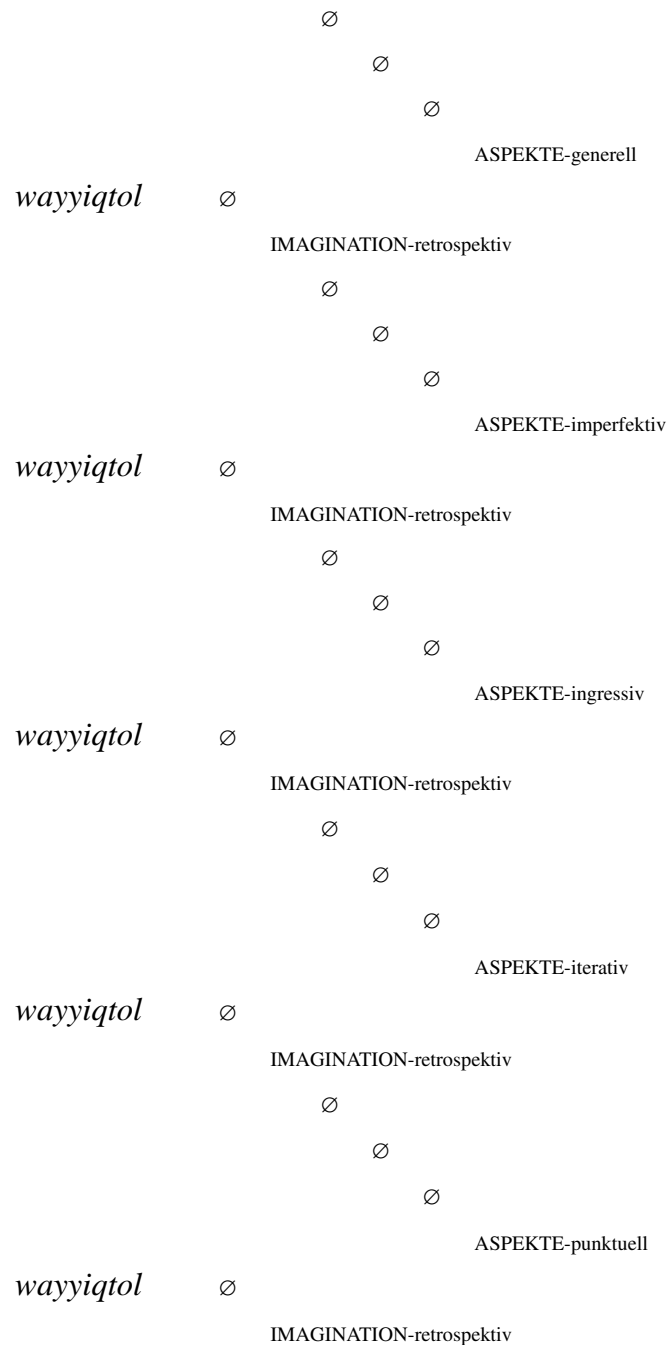 ∅
∅
∅
ASPEKTE-generell
wayyiqtol ∅
IMAGINATION-retrospektiv
∅
∅
∅
ASPEKTE-imperfektiv
wayyiqtol ∅
IMAGINATION-retrospektiv
∅
∅
∅
ASPEKTE-ingressiv
wayyiqtol ∅
IMAGINATION-retrospektiv
∅
∅
∅
ASPEKTE-iterativ
wayyiqtol ∅
IMAGINATION-retrospektiv
∅
∅
∅
ASPEKTE-punktuell
wayyiqtol ∅
IMAGINATION-retrospektiv